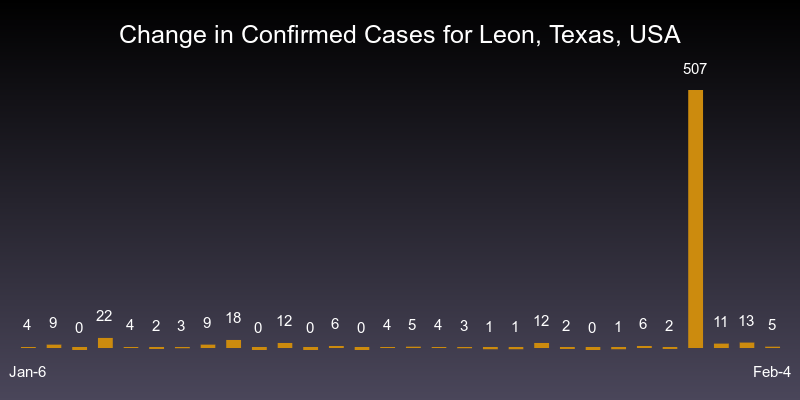 Change in Confirmed Cases for Leon, Texas, USA
507
4 9 0 22 4 2 3 9 18 0 12 0 6 0 4 5 4 3 1 1 12 2 0 1 6 2 11 13 5
Jan-6 Feb-4